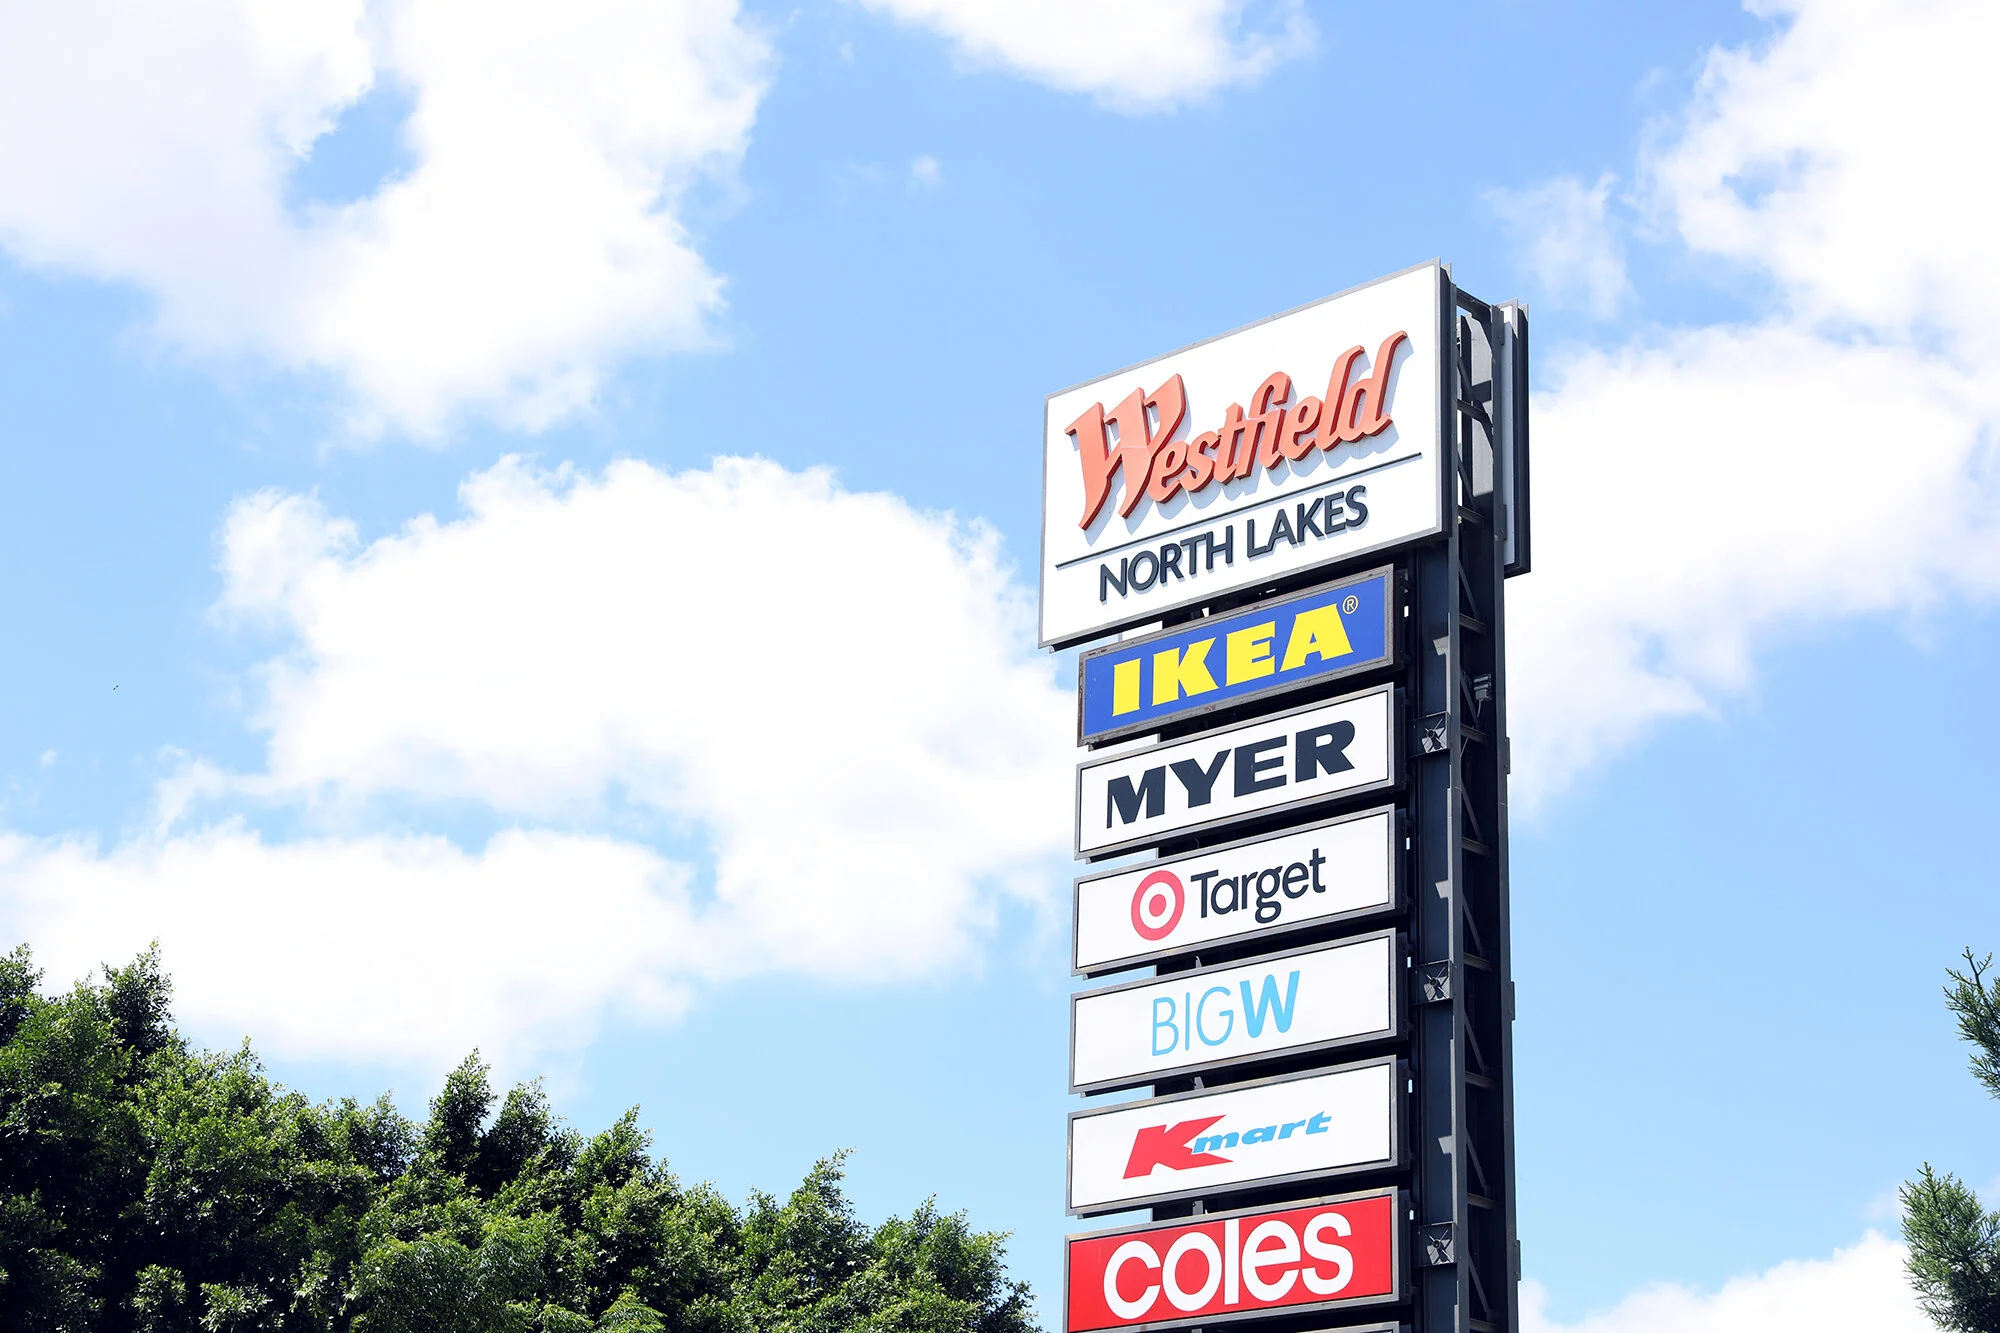 Westfield
NORTH LAKES
IKEA®
MYER
Target
BIGW
Kmart
coles